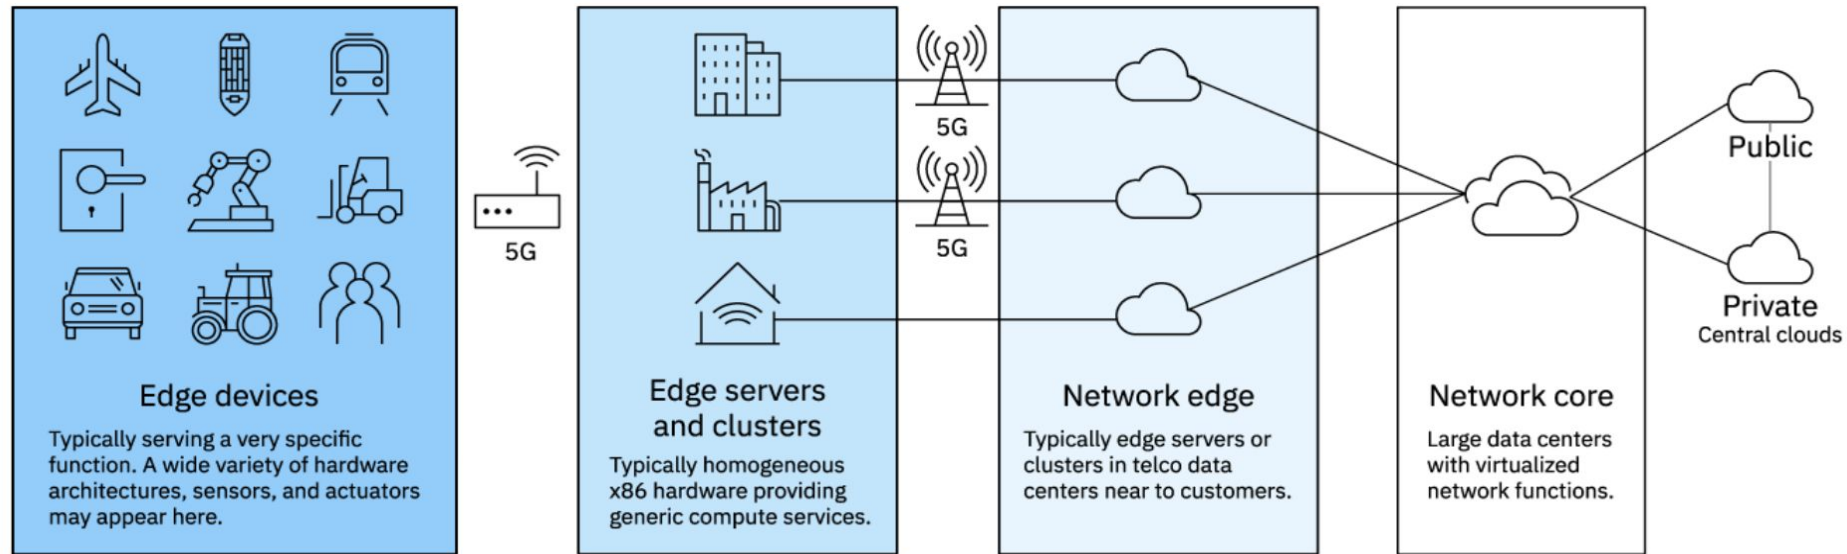 5G
5G
5G
Public
Private
Central clouds
Edge devices
Typically serving a very specific
function. A wide variety of hardware
architectures, sensors, and actuators
may appear here.
Edge servers
and clusters
Typically homogeneous
x86 hardware providing
generic compute services.
Network edge
Typically edge servers or
clusters in telco data
centers near to customers.
Network core
Large data centers
with virtualized
network functions.